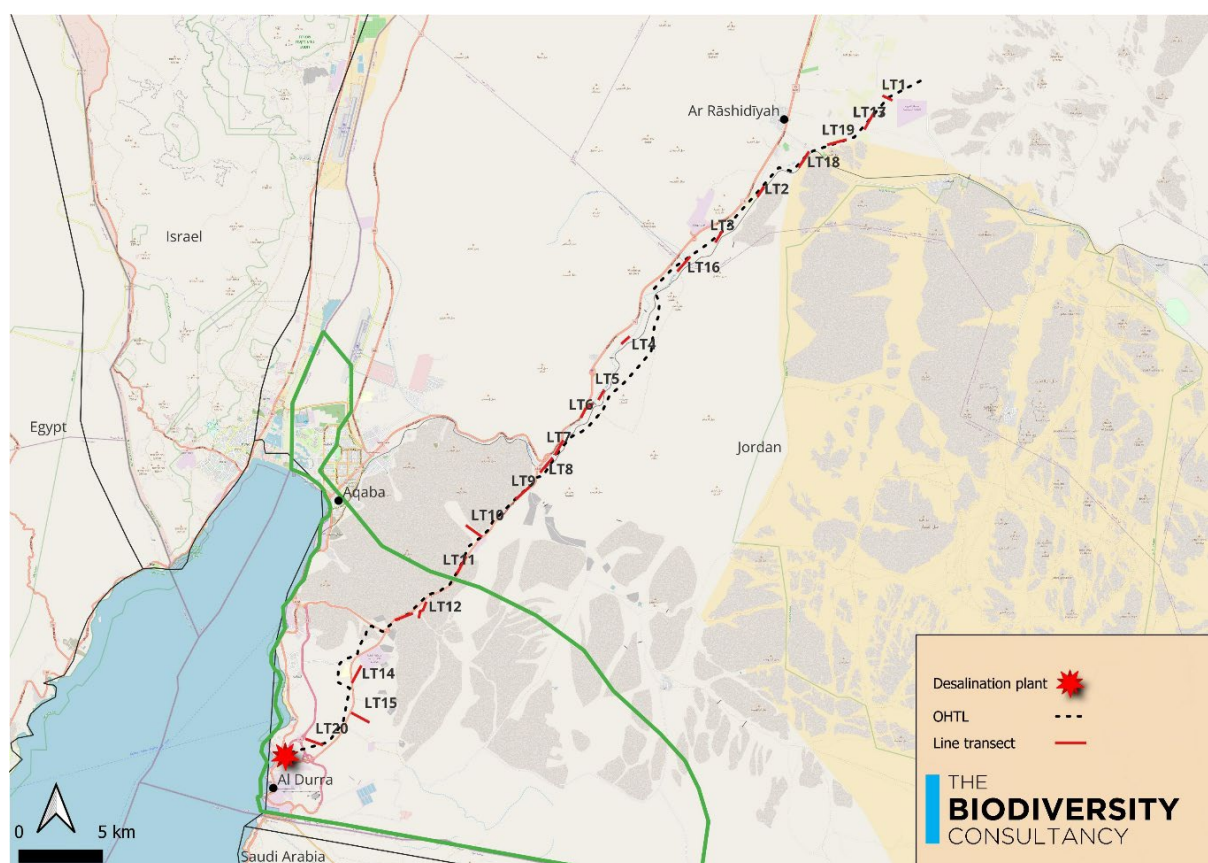 LT1
Ar Rāshidīyah
LT17
LT19
LT18
LT2
Israel
LT3
LT16
LT4
LT5
LT6
Egypt
LT7
Jordan
LT8
LT9
Aqaba
LT10
LT11
LT12
LT14
LT15
LT20
Al Durra
0 5 km
Saudi Arabia
Desalination plant
OHTL
Line transect
THE
BIODIVERSITY
CONSULTANCY